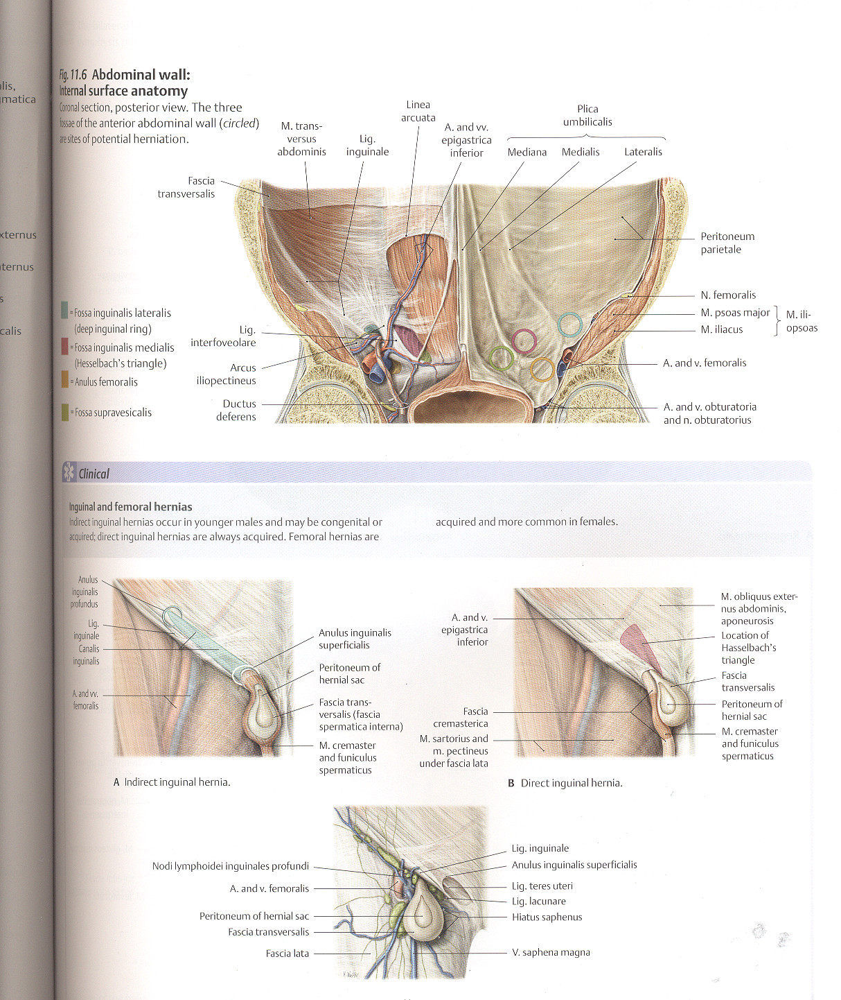 lis,
matica
xternus
ternus
s
calis
Fig. 11.6 Abdominal wall:
Internal surface anatomy
Coronal section, posterior view. The three
fossae of the anterior abdominal wall (circled)
are sites of potential herniation.
M. trans-
versus
abdominis
Lig.
inguinale
Linea
arcuata
A. and vv.
epigastrica
inferior
Plica
umbilicalis
Mediana
Medialis
Lateralis
Fascia
transversalis
Peritoneum
parietale
N. femoralis
M. psoas major
M. iliacus
M. ili-
opsoas
A. and v. femoralis
A. and v. obturatoria
and n. obturatorius
Lig.
interfoveolare
Arcus
iliopectineus
Ductus
deferens
= Fossa inguinalis lateralis
(deep inguinal ring)
= Fossa inguinalis medialis
(Hesselbach's triangle)
= Anulus femoralis
= Fossa supravesicalis
Clinical
Inguinal and femoral hernias
Indirect inguinal hernias occur in younger males and may be congenital or
acquired; direct inguinal hernias are always acquired. Femoral hernias are
acquired and more common in females.
Anulus
inguinalis
profundus
Lig.
inguinale
Canalis
inguinalis
A. and vv.
femoralis
Anulus inguinalis
superficialis
Peritoneum of
hernial sac
Fascia trans-
versalis (fascia
spermatica interna)
M. cremaster
and funiculus
spermaticus
A Indirect inguinal hernia.
A. and v.
epigastrica
inferior
Fascia
cremasterica
M. sartorius and
m. pectineus
under fascia lata
M. obliquus exter-
nus abdominis,
aponeurosis
Location of
Hasselbach's
triangle
Fascia
transversalis
Peritoneum of
hernial sac
M. cremaster
and funiculus
spermaticus
B Direct inguinal hernia.
Nodi lymphoidei inguinales profundi
A. and v. femoralis
Peritoneum of hernial sac
Fascia transversalis
Fascia lata
Lig. inguinale
Anulus inguinalis superficialis
Lig. teres uteri
Lig. lacunare
Hiatus saphenus
V. saphena magna